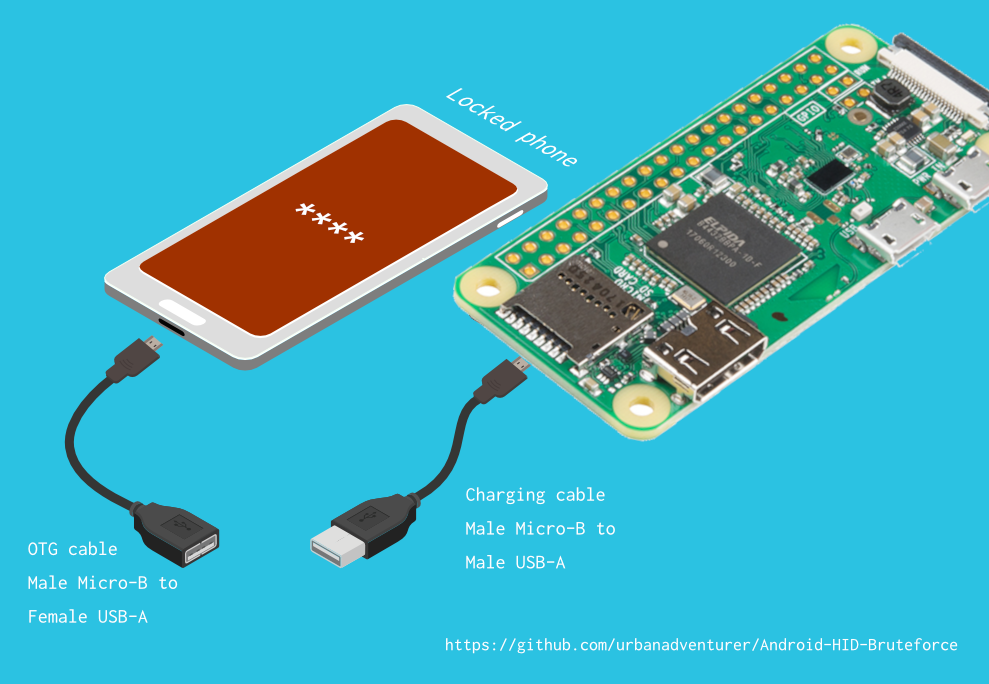 Locked phone
****
GPIO
ELPIDA
MICRO
SD CARD
OTG cable
Male Micro-B to
Female USB-A
Charging cable
Male Micro-B to
Male USB-A
https://github.com/urbanadventurer/Android-HID-Bruteforce